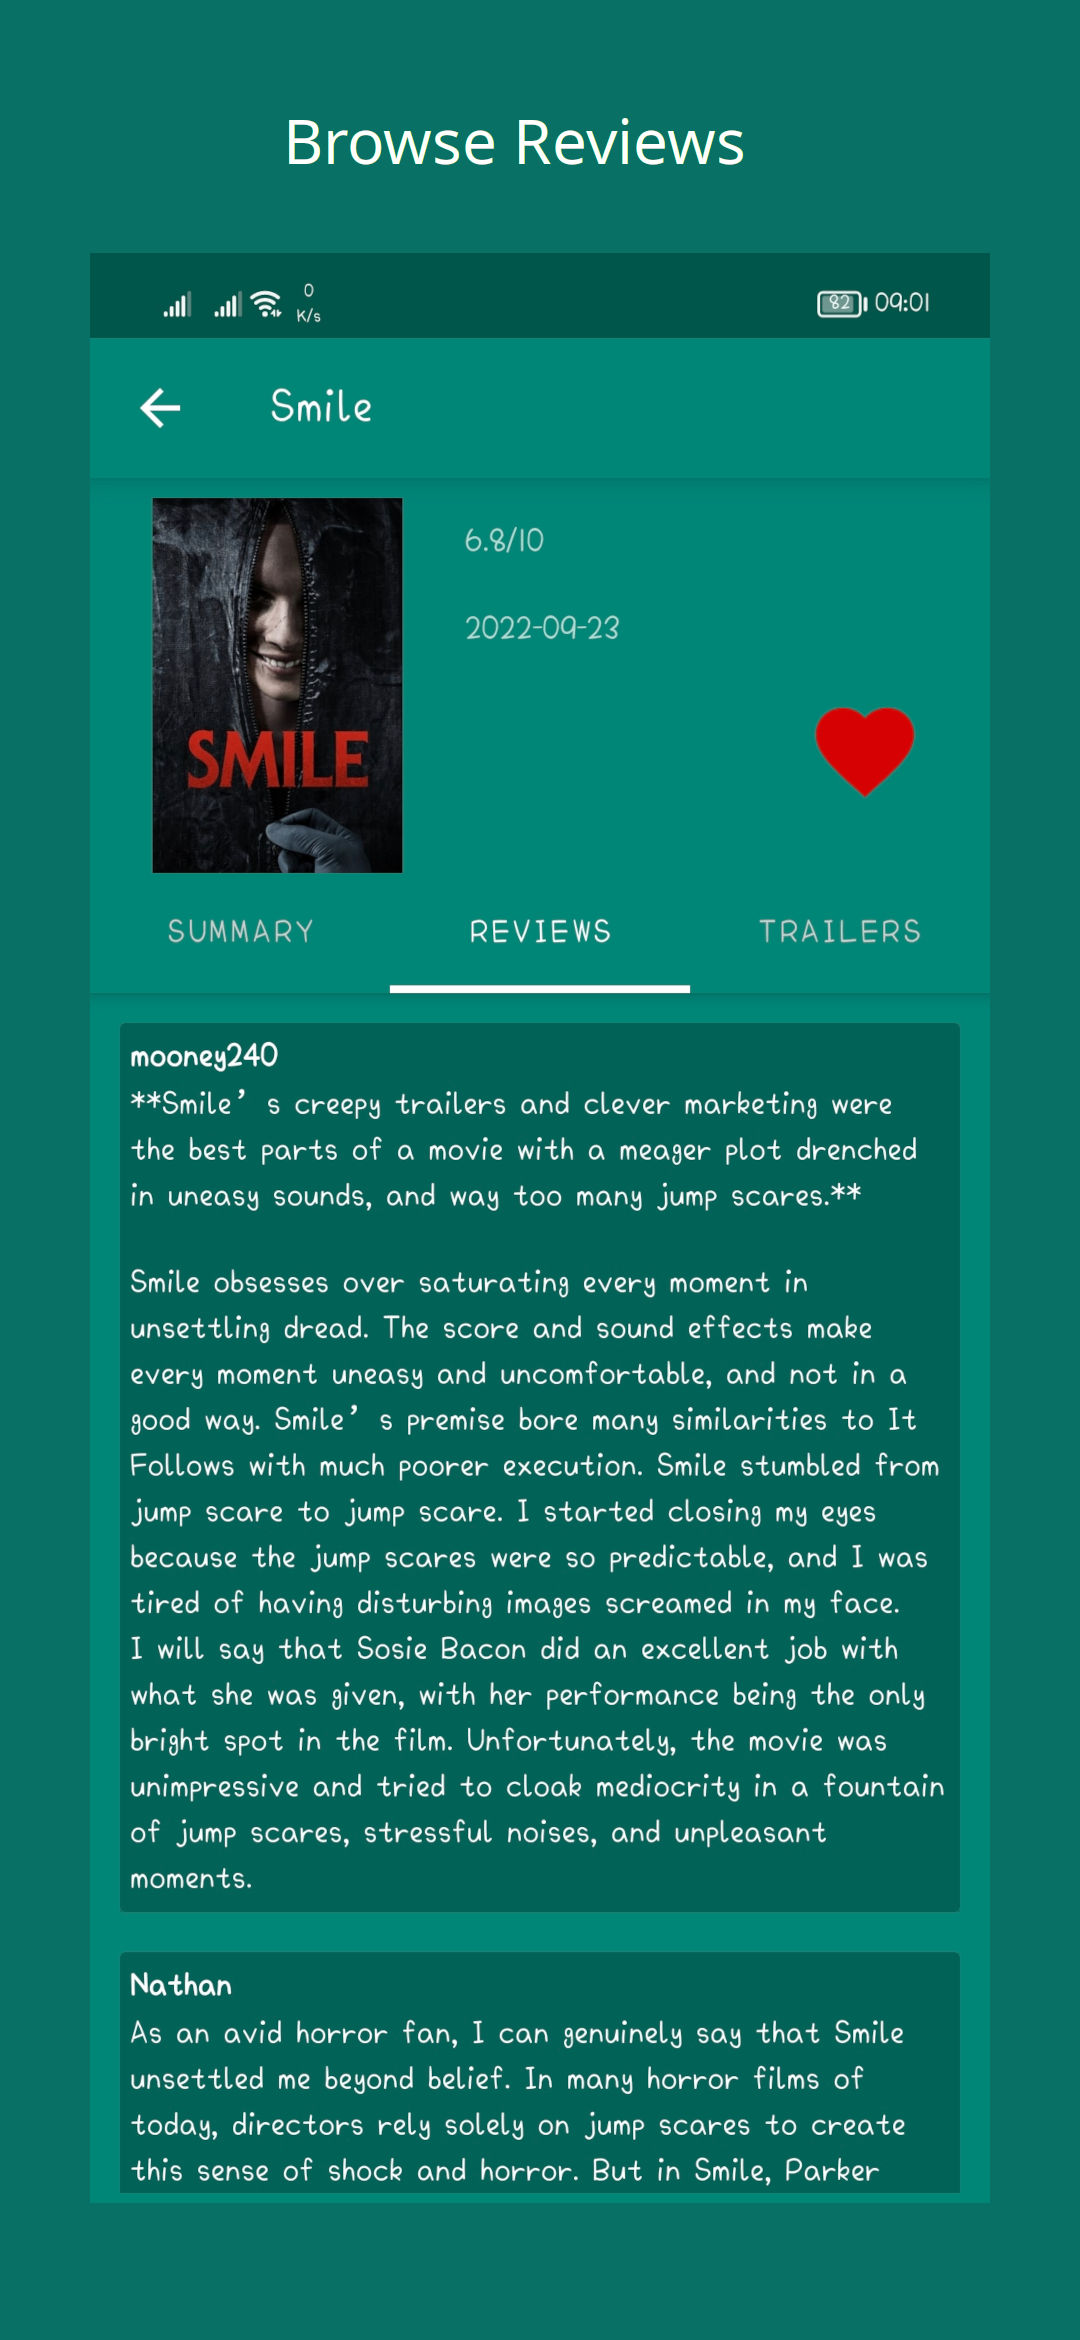 Browse Reviews
0
K/s
82
09:01
Smile
SMILE
6.8/10
2022-09-23
SUMMARY
REVIEWS
TRAILERS
mooney240
**Smile’s creepy trailers and clever marketing were
the best parts of a movie with a meager plot drenched
in uneasy sounds, and way too many jump scares.**
Smile obsesses over saturating every moment in
unsettling dread. The score and sound effects make
every moment uneasy and uncomfortable, and not in a
good way. Smile’s premise bore many similarities to It
Follows with much poorer execution. Smile stumbled from
jump scare to jump scare. I started closing my eyes
because the jump scares were so predictable, and I was
tired of having disturbing images screamed in my face.
I will say that Sosie Bacon did an excellent job with
what she was given, with her performance being the only
bright spot in the film. Unfortunately, the movie was
unimpressive and tried to cloak mediocrity in a fountain
of jump scares, stressful noises, and unpleasant
moments.
Nathan
As an avid horror fan, I can genuinely say that Smile
unsettled me beyond belief. In many horror films of
today, directors rely solely on jump scares to create
this sense of shock and horror. But in Smile, Parker